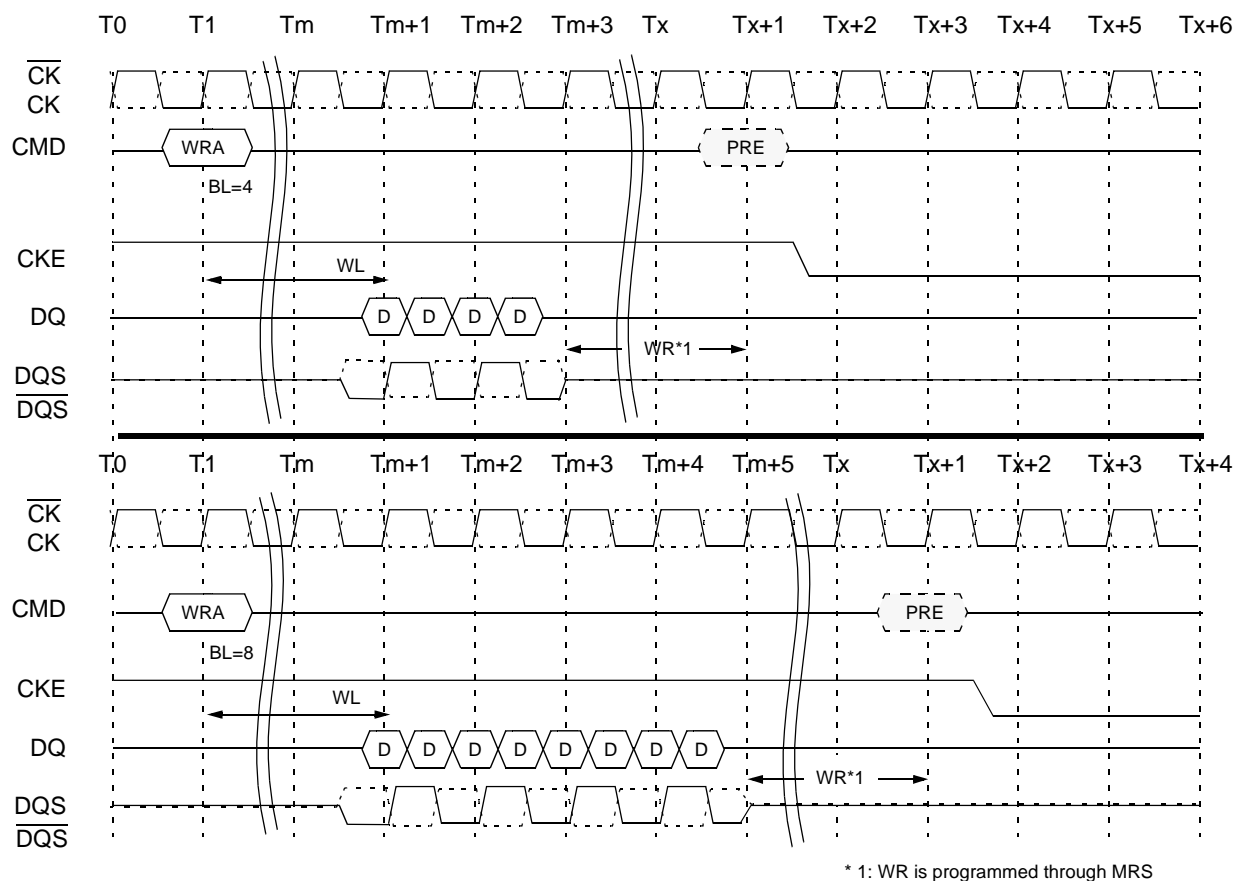 T0 T1 Tm Tm+1 Tm+2 Tm+3 Tx Tx+1 Tx+2 Tx+3 Tx+4 Tx+5 Tx+6
CK
CK
CMD WRA PRE
BL=4
CKE
WL
DQ D D D D
WR*1
DQS
DQS
T0 T1 Tm Tm+1 Tm+2 Tm+3 Tm+4 Tm+5 Tx Tx+1 Tx+2 Tx+3 Tx+4
CK
CK
CMD WRA PRE
BL=8
CKE
WL
DQ D D D D D D D D
WR*1
DQS
DQS
* 1: WR is programmed through MRS